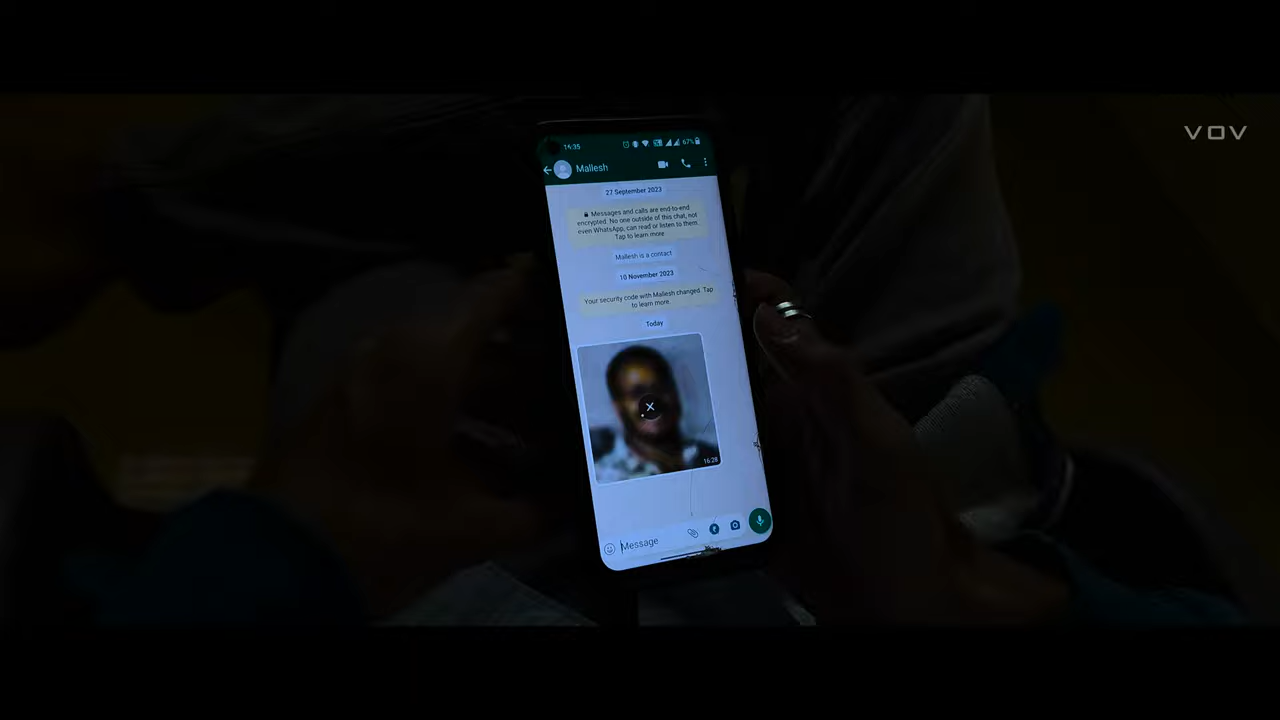 VOV
16:35
67%
Mallesh
27 September 2023
Messages and calls are end-to-end
encrypted. No one outside of this chat, not
even WhatsApp, can read or listen to them.
Tap to learn more
Mallesh is a contact
10 November 2023
Your security code with Mallesh changed. Tap
to learn more.
Today
16:28
Message